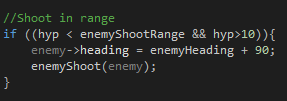 //Shoot in range
if ((hyp < enemyShootRange && hyp>10)){
    enemy->heading = enemyHeading + 90;
    enemyShoot(enemy);
}